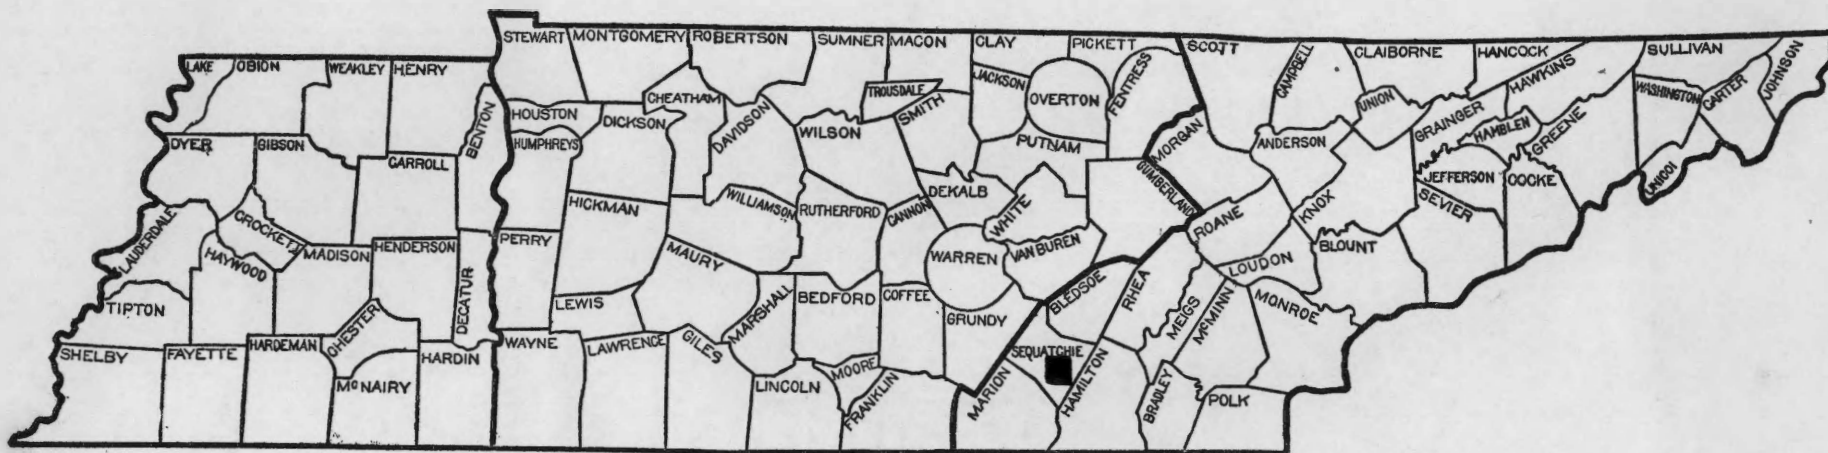 STEWART
MONTGOMERY
ROBERTSON
SUMNER
MACON
CLAY
PICKETT
SCOTT
CAMPBELL
CLAIBORNE
HANCOCK
SULLIVAN
JOHNSON
LAKE
OBION
WEAKLEY
HENRY
BENTON
HOUSTON
DICKSON
CHEATHAM
TROUSDALE
SMITH
JACKSON
OVERTON
FENTRESS
UNION
GRAINGER
HAWKINS
WASHINGTON
CARTER
DYER
GIBSON
CARROLL
HUMPHREYS
DAVIDSON
WILSON
PUTNAM
MORGAN
ANDERSON
HAMBLEN
GREENE
UNICOI
CUMBERLAND
JEFFERSON
COCKE
DEKALB
WHITE
LAUDERDALE
CROCKETT
HICKMAN
WILLIAMSON
RUTHERFORD
CANNON
ROANE
KNOX
SEVIER
HAYWOOD
MADISON
HENDERSON
PERRY
MAURY
WARREN
VAN BUREN
LOUDON
BLOUNT
TIPTON
DECATUR
LEWIS
MARSHALL
BEDFORD
COFFEE
GRUNDY
BLEDSOE
RHEA
MEIGS
MCMINN
MONROE
SHELBY
FAYETTE
HARDEMAN
CHESTER
MCNAIRY
HARDIN
WAYNE
LAWRENCE
GILES
LINCOLN
MOORE
FRANKLIN
MARION
SEQUATCHIE
HAMILTON
BRADLEY
POLK